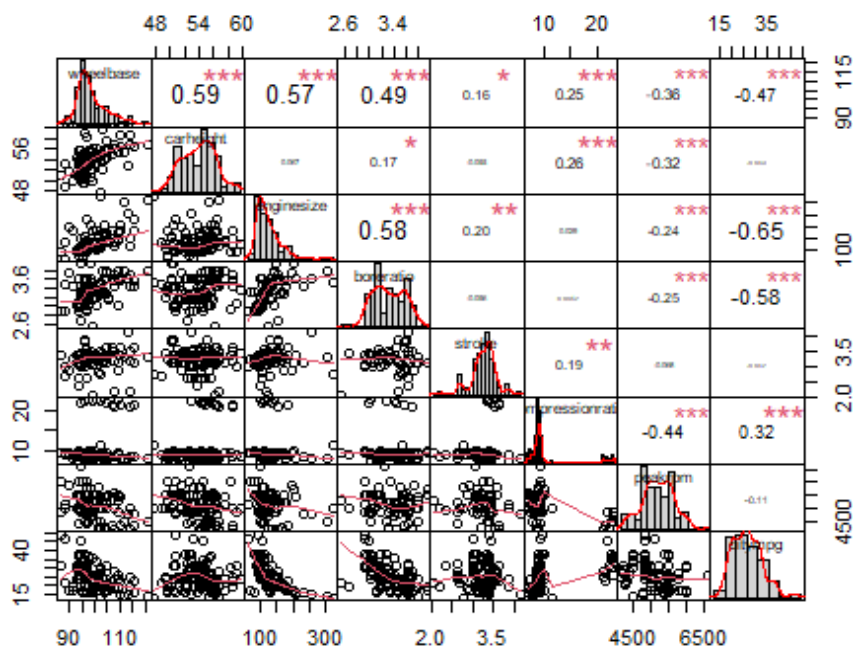 48 54 60 2.6 3.4 10 20 15 35
wheelbase *** 0.59 *** 0.57 *** 0.49 * 0.16 *** 0.25 *** -0.36 *** -0.47 90 115
48 56 carheight * 0.17 *** 0.26 *** -0.32
enginesize *** 0.58 ** 0.20 *** -0.24 *** -0.65 100
2.6 3.6 boreratio *** -0.25 *** -0.58
stroke ** 0.19 2.0 3.5
10 20 mpressionrati *** -0.44 *** 0.32
peakrpm -0.11 4500
15 40 citympg
90 110 100 300 2.0 3.5 4500 6500